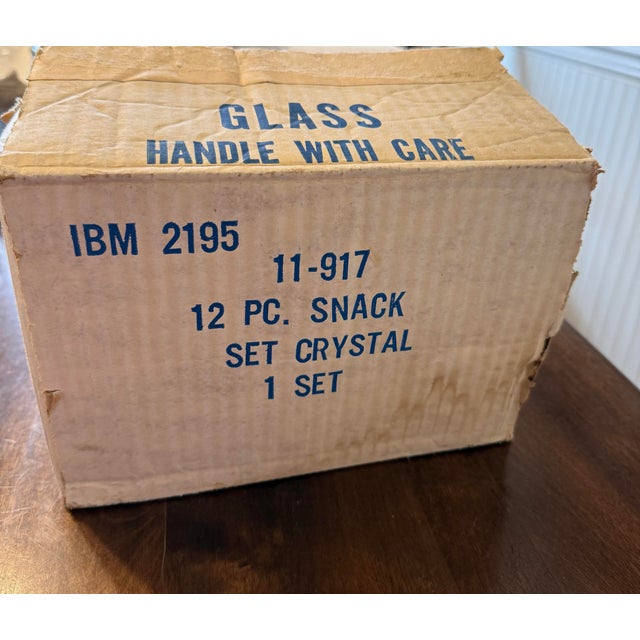 GLASS
HANDLE WITH CARE
IBM 2195
11-917
12 PC. SNACK
SET CRYSTAL
1 SET